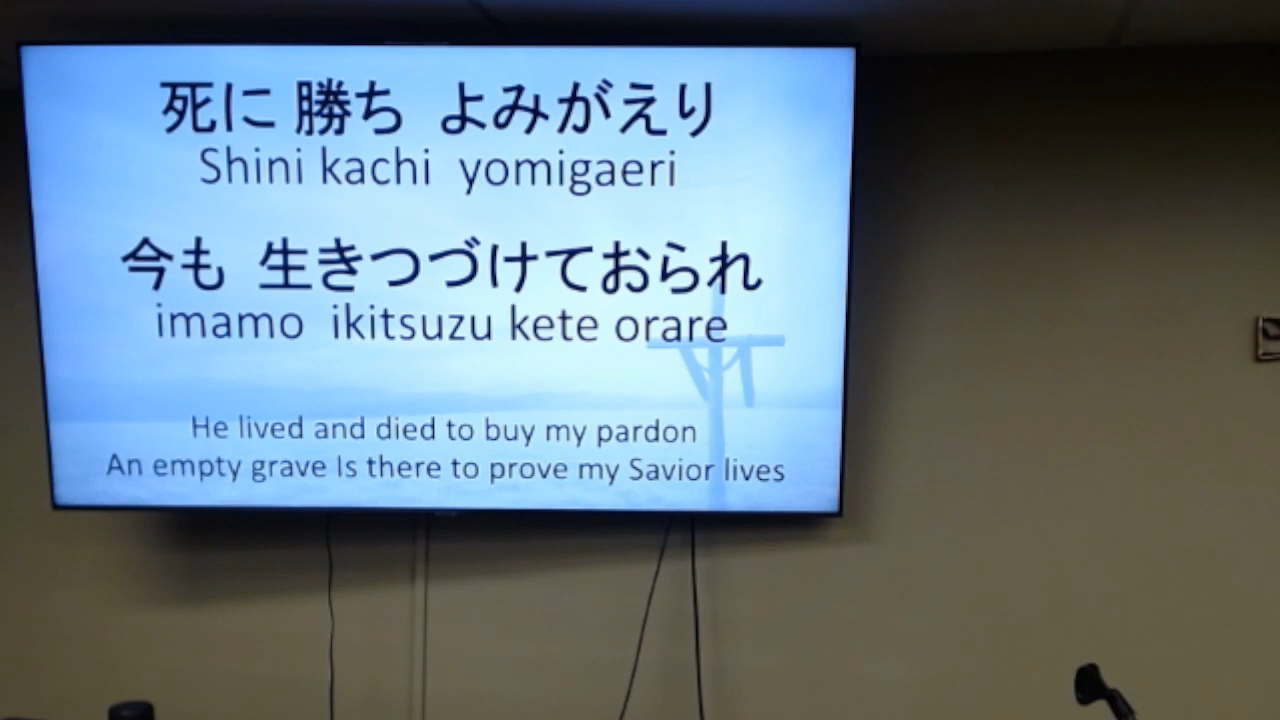 死に 勝ち よみがえり
Shini kachi yomigaeri
今も 生きつづけておられ
imamo ikitsuzu kete orare
He lived and died to buy my pardon
An empty grave Is there to prove my Savior lives